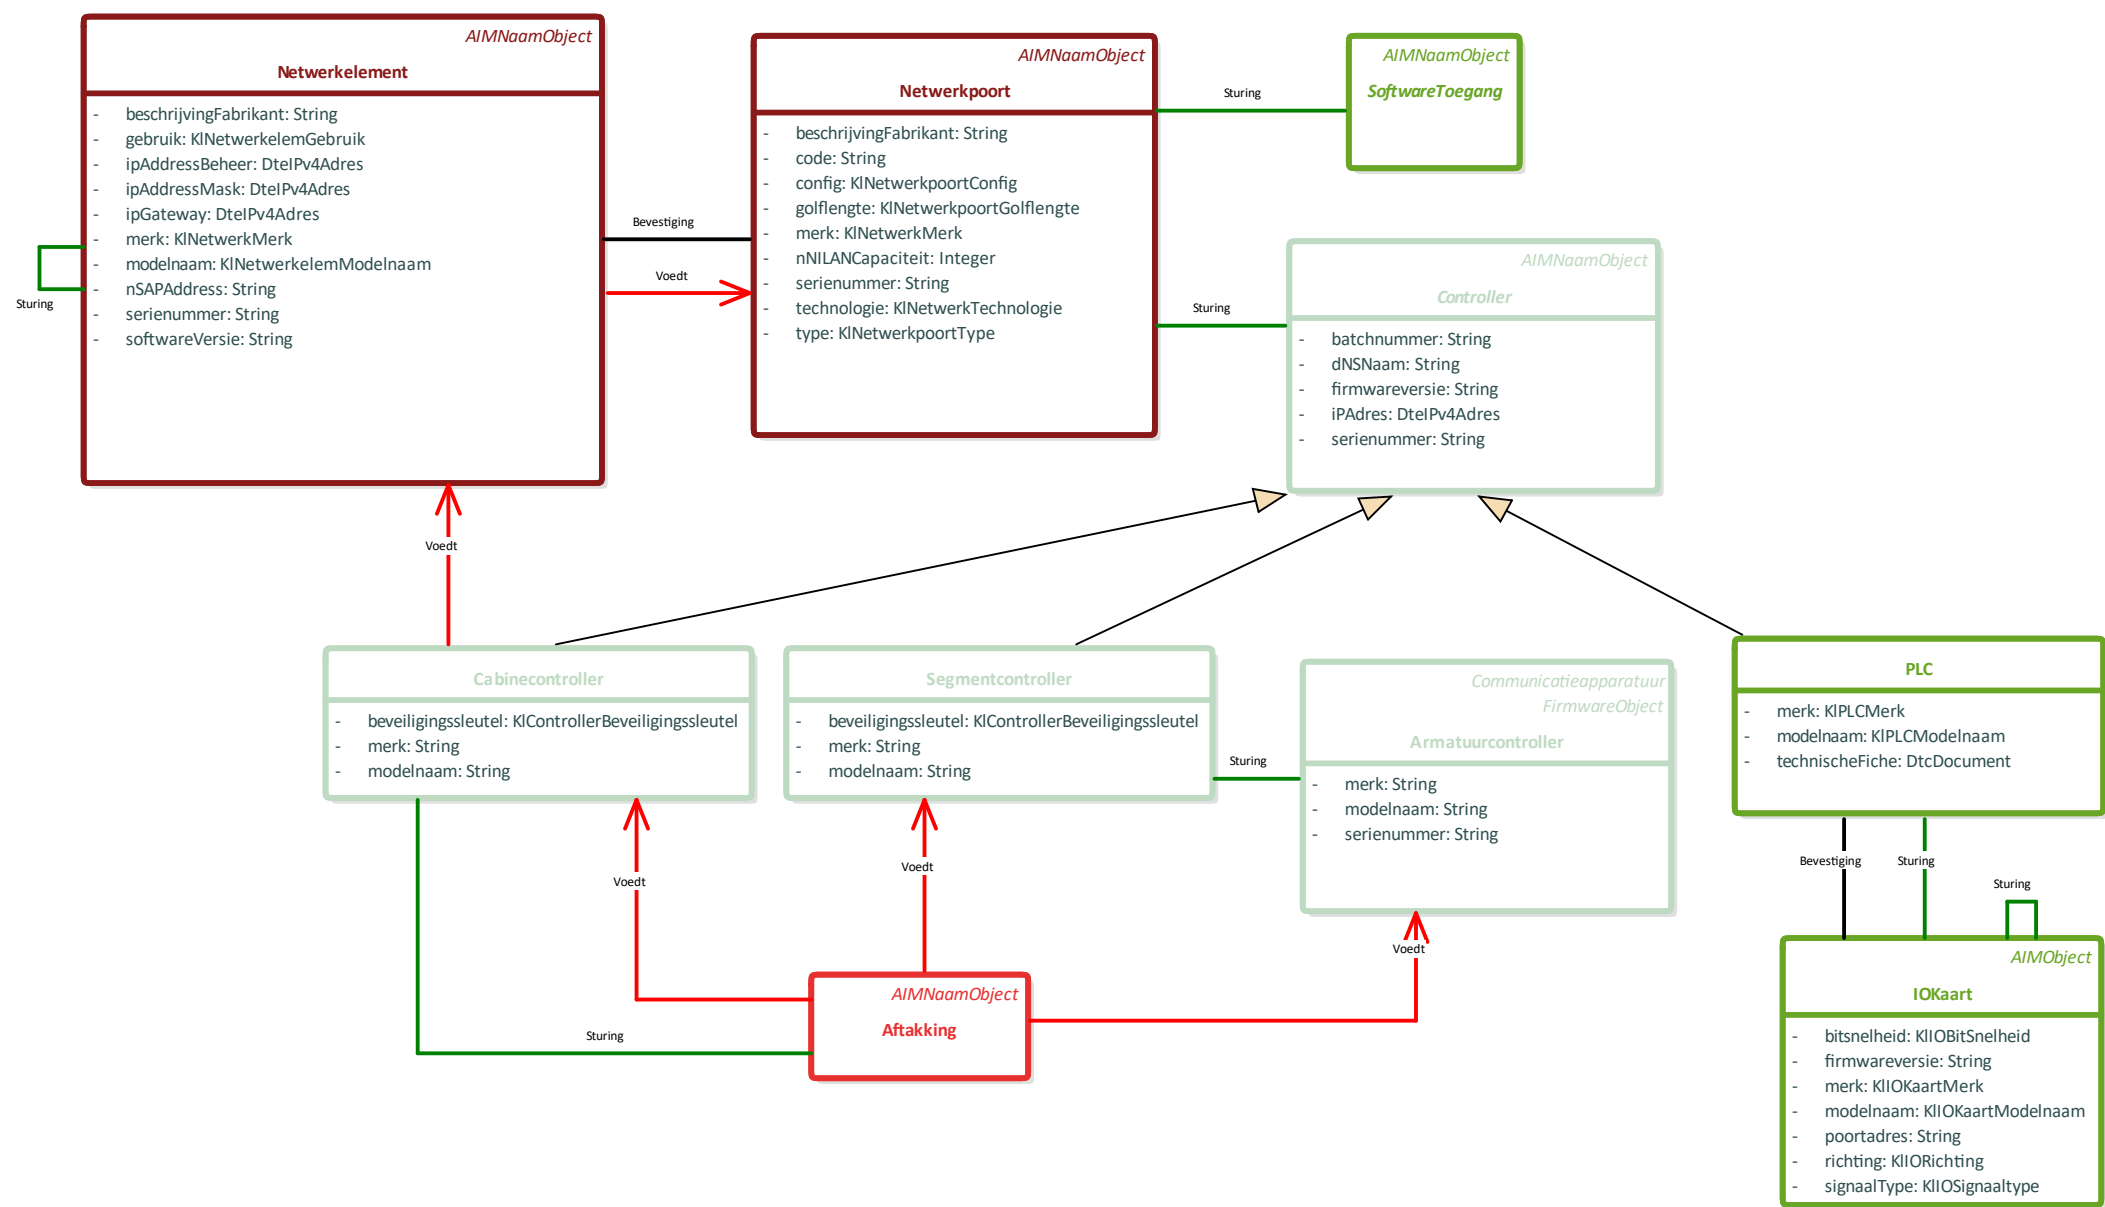 AIMNaamObject
Netwerkelement
- beschrijvingFabrikant: String
- gebruik: KlNetwerkelemGebruik
- ipAddressBeheer: DteIPv4Adres
- ipAddressMask: DteIPv4Adres
- ipGateway: DteIPv4Adres
- merk: KlNetwerkMerk
- modelnaam: KlNetwerkelemModelnaam
- nSAPAddress: String
- serienummer: String
- softwareVersie: String
Sturing
Bevestiging
Voedt
AIMNaamObject
Netwerkpoort
- beschrijvingFabrikant: String
- code: String
- config: KlNetwerkpoortConfig
- golflengte: KlNetwerkpoortGolflengte
- merk: KlNetwerkMerk
- nNILANCapaciteit: Integer
- serienummer: String
- technologie: KlNetwerkTechnologie
- type: KlNetwerkpoortType
Sturing
AIMNaamObject
SoftwareToegang
Sturing
AIMNaamObject
Controller
- batchnummer: String
- dNSNaam: String
- firmwareversie: String
- iPAdres: DteIPv4Adres
- serienummer: String
Voedt
Cabinecontroller
- beveiligingssleutel: KlControllerBeveiligingssleutel
- merk: String
- modelnaam: String
Segmentcontroller
- beveiligingssleutel: KlControllerBeveiligingssleutel
- merk: String
- modelnaam: String
Sturing
Communicatieapparatuur
FirmwareObject
Armatuurcontroller
- merk: String
- modelnaam: String
- serienummer: String
PLC
- merk: KlPLCMerk
- modelnaam: KlPLCModelnaam
- technischeFiche: DtcDocument
Voedt
Voedt
Voedt
Bevestiging
Sturing
Sturing
AIMNaamObject
Aftakking
Sturing
AIMObject
IOKaart
- bitsnelheid: KlIOBitSnelheid
- firmwareversie: String
- merk: KlIOKaartMerk
- modelnaam: KlIOKaartModelnaam
- poortadres: String
- richting: KlIORichting
- signaalType: KlIOSignaaltype